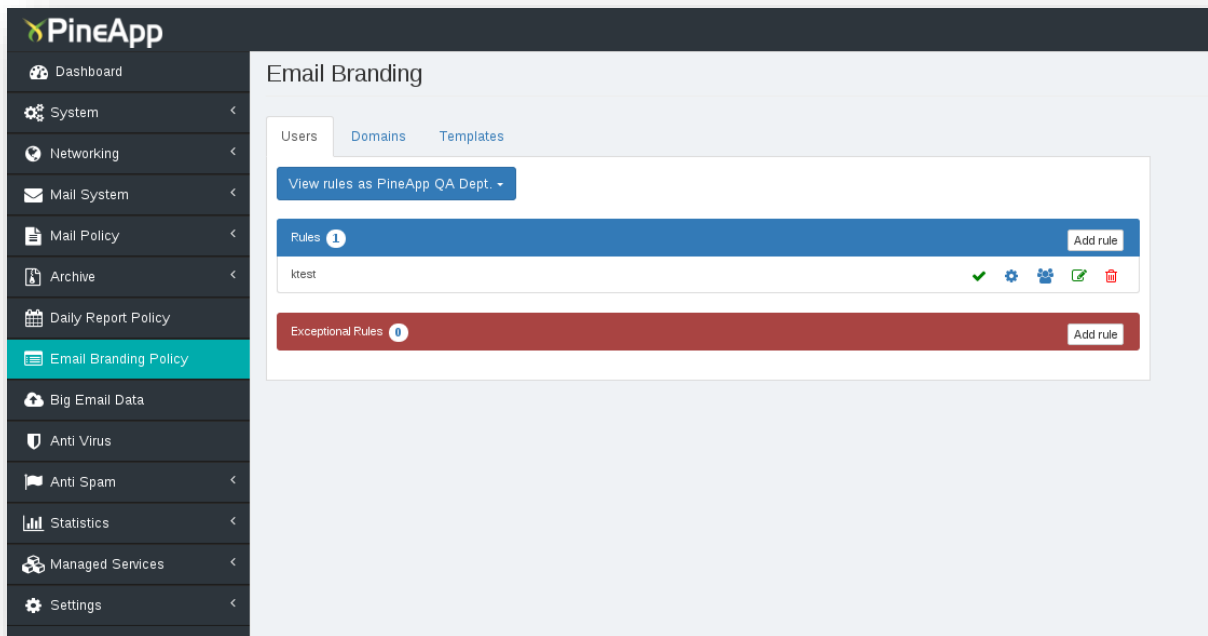 PineApp
Dashboard
System
Networking
Mail System
Mail Policy
Archive
Daily Report Policy
Email Branding Policy
Big Email Data
Anti Virus
Anti Spam
Statistics
Managed Services
Settings
Email Branding
Users Domains Templates
View rules as PineApp QA Dept.
Rules 1 Add rule
ktest
Exceptional Rules 0 Add rule